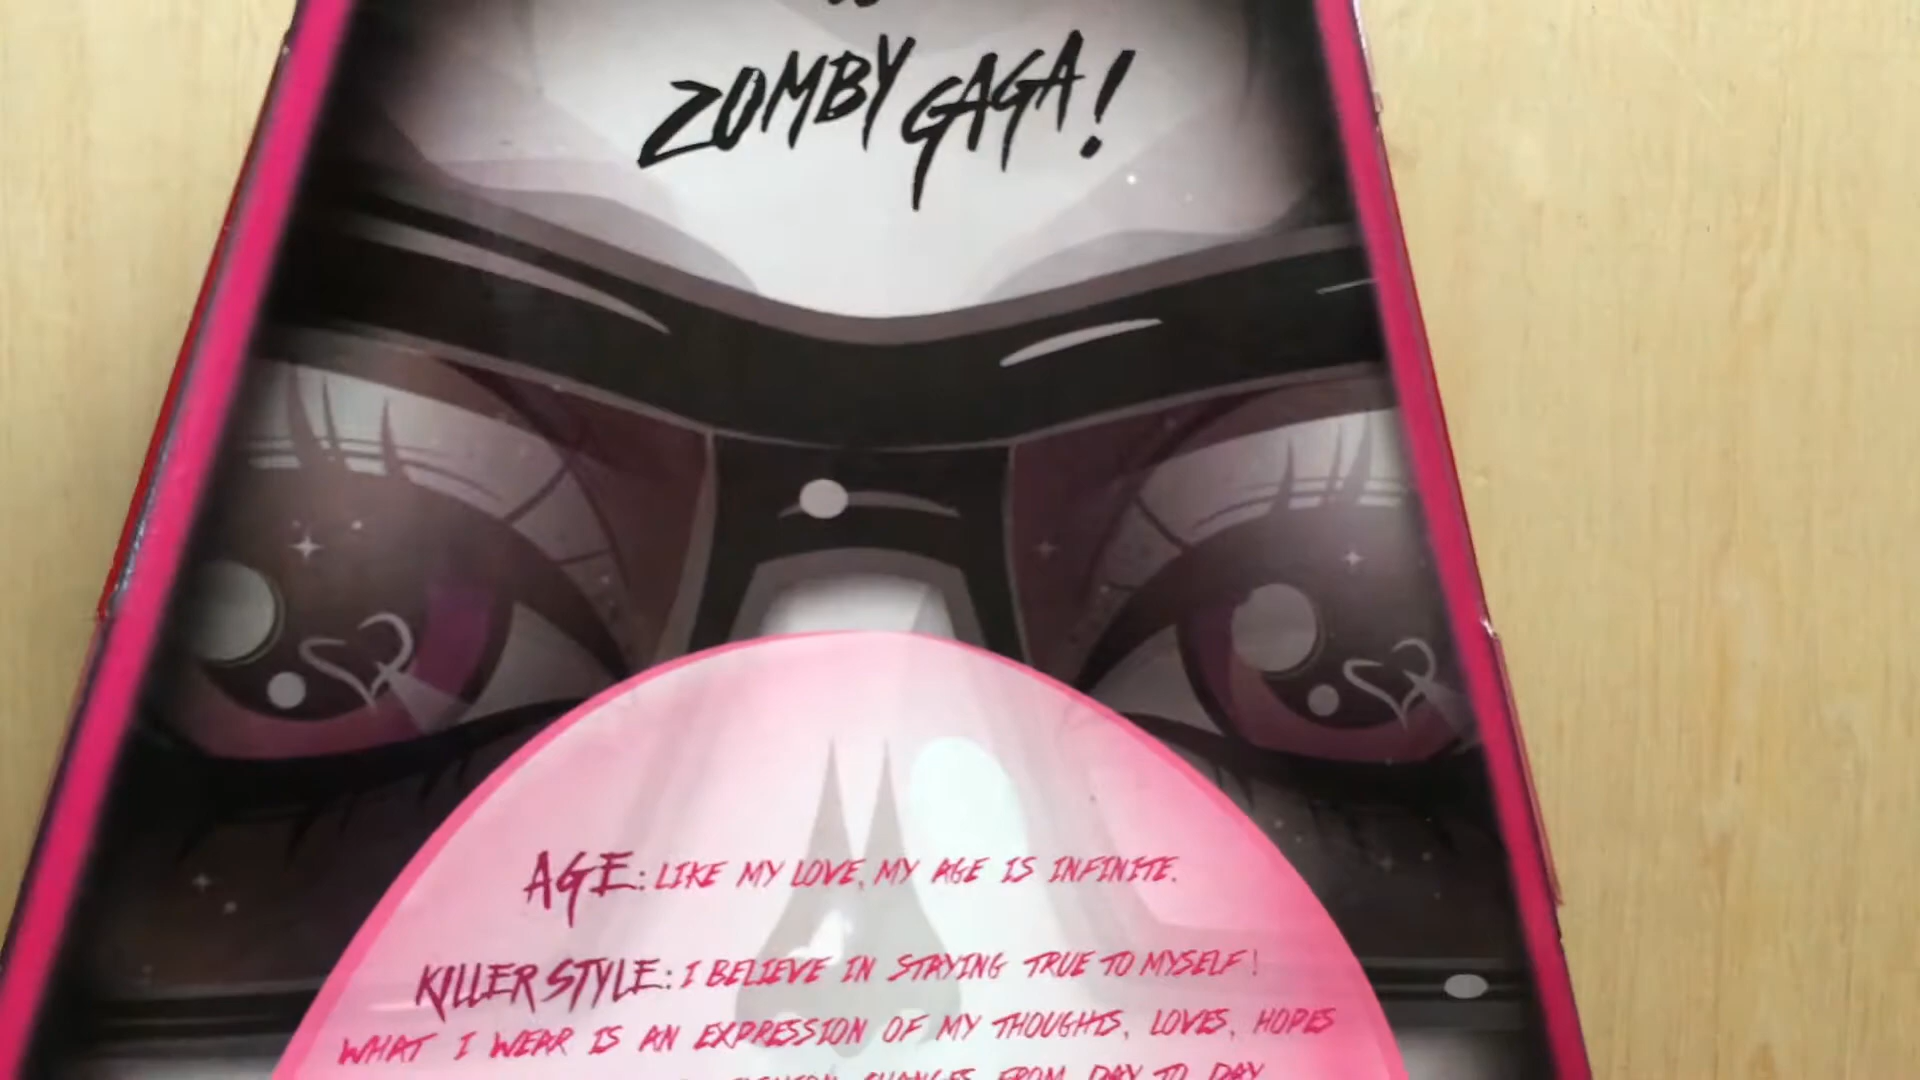 ZOMBY GAGA!
AGE: LIKE MY LOVE, MY AGE IS INFINITE.
KILLER STYLE: I BELIEVE IN STAYING TRUE TO MYSELF!
WHAT I WEAR IS AN EXPRESSION OF MY THOUGHTS, LOVES, HOPES
CHANGES FROM DAY TO DAY